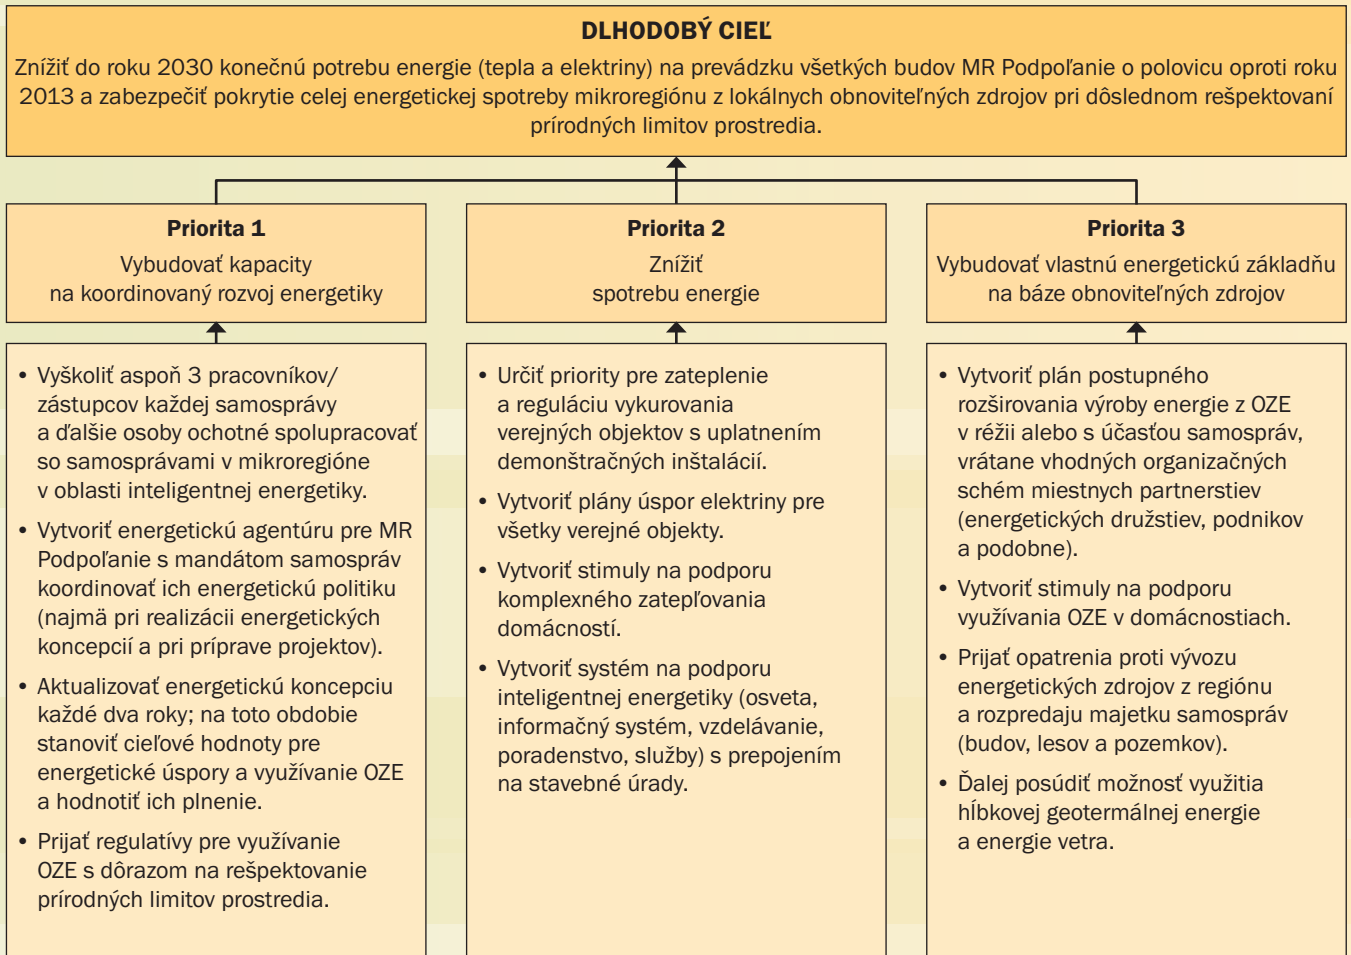 DLHODOBÝ CIEĽ
Znížiť do roku 2030 konečnú potrebu energie (tepla a elektriny) na prevádzku všetkých budov MR Podpoľanie o polovicu oproti roku
2013 a zabezpečiť pokrytie celej energetickej spotreby mikroregiónu z lokálnych obnoviteľných zdrojov pri dôslednom rešpektovaní
prírodných limitov prostredia.
Priorita 1
Vybudovať kapacity
na koordinovaný rozvoj energetiky
• Vyškoliť aspoň 3 pracovníkov/
zástupcov každej samosprávy
a ďalšie osoby ochotné spolupracovať
so samosprávami v mikroregióne
v oblasti inteligentnej energetiky.
• Vytvoriť energetickú agentúru pre MR
Podpoľanie s mandátom samospráv
koordinovať ich energetickú politiku
(najmä pri realizácii energetických
koncepcií a pri príprave projektov).
• Aktualizovať energetickú koncepciu
každé dva roky; na toto obdobie
stanoviť cieľové hodnoty pre
energetické úspory a využívanie OZE
a hodnotiť ich plnenie.
• Prijať regulatívy pre využívanie
OZE s dôrazom na rešpektovanie
prírodných limitov prostredia.
Priorita 2
Znížiť
spotrebu energie
• Určiť priority pre zateplenie
a reguláciu vykurovania
verejných objektov s uplatnením
demonštračných inštalácií.
• Vytvoriť plány úspor elektriny pre
všetky verejné objekty.
• Vytvoriť stimuly na podporu
komplexného zatepľovania
domácností.
• Vytvoriť systém na podporu
inteligentnej energetiky (osveta,
informačný systém, vzdelávanie,
poradenstvo, služby) s prepojením
na stavebné úrady.
Priorita 3
Vybudovať vlastnú energetickú základňu
na báze obnoviteľných zdrojov
• Vytvoriť plán postupného
rozširovania výroby energie z OZE
v réžii alebo s účasťou samospráv,
vrátane vhodných organizačných
schém miestnych partnerstiev
(energetických družstiev, podnikov
a podobne).
• Vytvoriť stimuly na podporu
využívania OZE v domácnostiach.
• Prijať opatrenia proti vývozu
energetických zdrojov z regiónu
a rozpredaju majetku samospráv
(budov, lesov a pozemkov).
• Ďalej posúdiť možnosť využitia
hĺbkovej geotermálnej energie
a energie vetra.